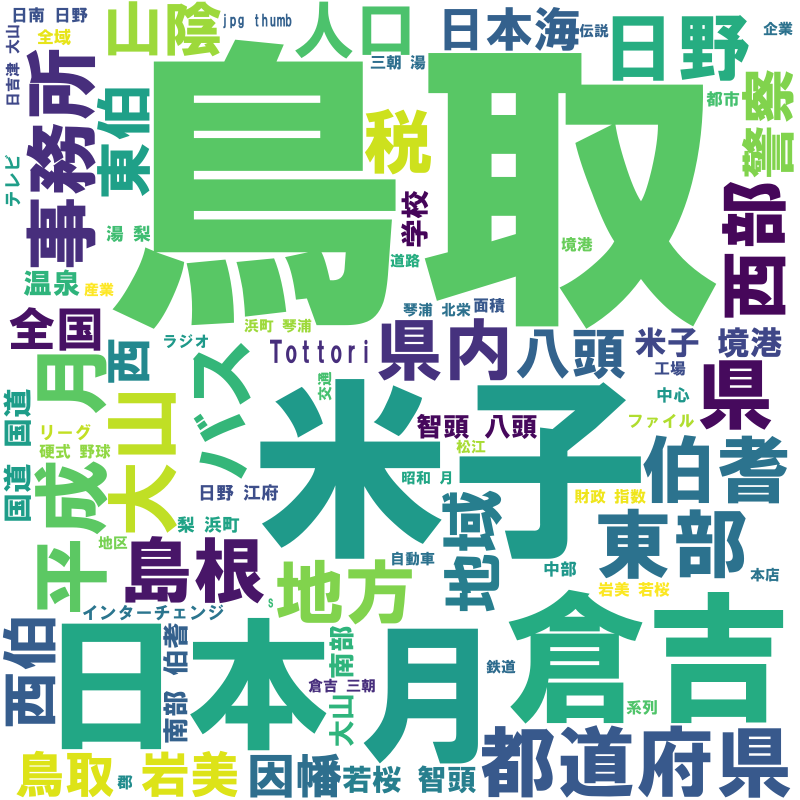 日南 日野
全域
日吉津 大山
山陰
jpg thumb
人口
日本海
伝説
日野
企業
三朝 湯
都市
事務所
東伯
鳥取
税
警察
テレビ
学校
西部
湯 梨
道路
境港
温泉
産業
琴浦 北栄
面積
全国
浜町 琴浦
西
ラジオ
Tottori
県内
八頭
米子
境港
工場
平成 月
バス
交通
県
中心
国道 国道
大山
米子
智頭 八頭
ファイル
リーグ
硬式 野球
松江
伯耆
昭和 月
日野 江府
財政 指数
梨 浜町
地域
東部
地区
島根
自動車
中部
本店
地方
岩美 若桜
インターチェンジ
s
倉吉
西伯
日本
南部 伯耆
大山 南部
月
鉄道
倉吉 三朝
系列
都道府県
鳥取
郡
岩美
因幡
若桜 智頭